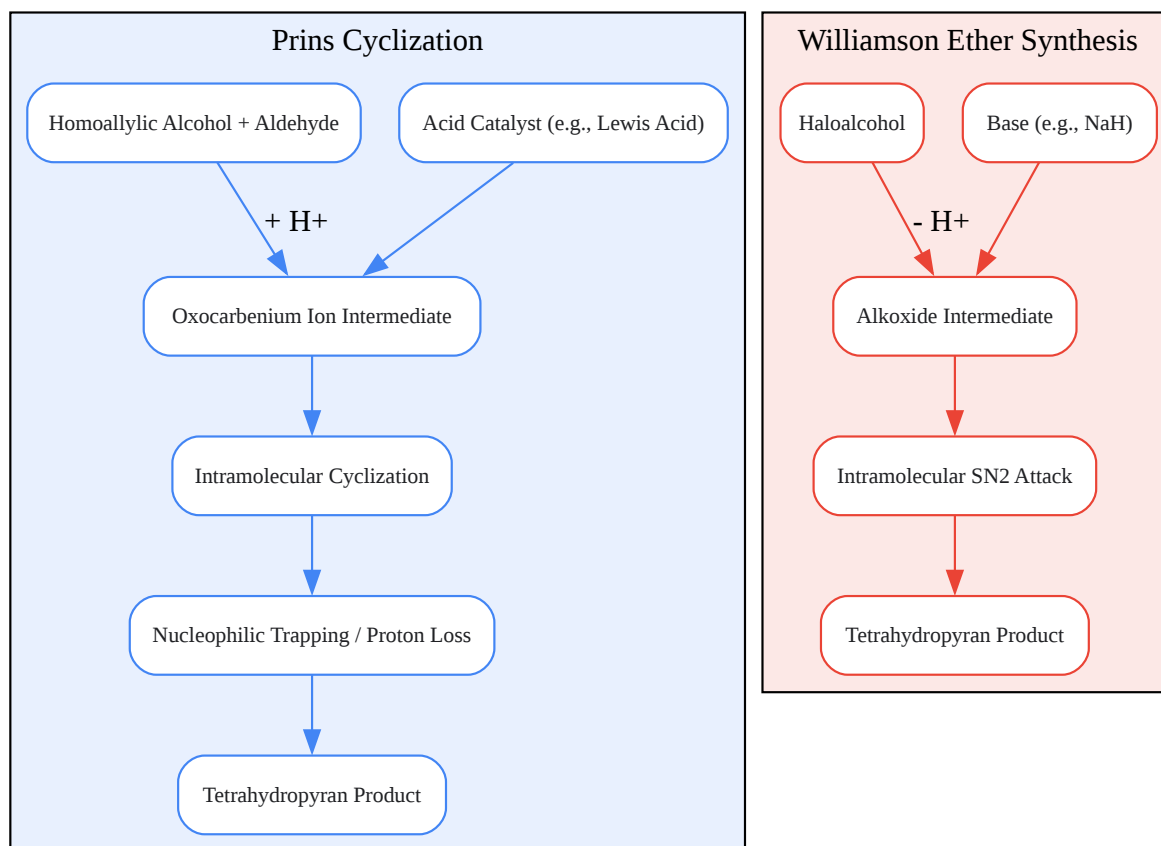 Prins Cyclization
Homoallylic Alcohol + Aldehyde
Acid Catalyst (e.g., Lewis Acid)
+ H+
Oxocarbenium Ion Intermediate
Intramolecular Cyclization
Nucleophilic Trapping / Proton Loss
Tetrahydropyran Product
Williamson Ether Synthesis
Haloalcohol
Base (e.g., NaH)
- H+
Alkoxide Intermediate
Intramolecular SN2 Attack
Tetrahydropyran Product